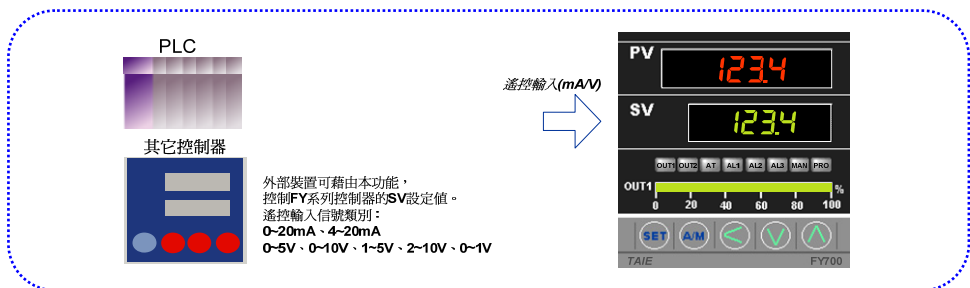 PLC
其它控制器
外部裝置可藉由本功能，
控制FY系列控制器的SV設定值。
遙控輸入信號類別：
0~20mA、4~20mA
0~5V、0~10V、1~5V、2~10V、0~1V
遙控輸入(mA/V)
PV
123.4
SV
123.4
OUT1 OUT2 AT AL1 AL2 AL3 MAN PRO
OUT1 %
0 20 40 60 80 100
SET A/M
TAIE FY700